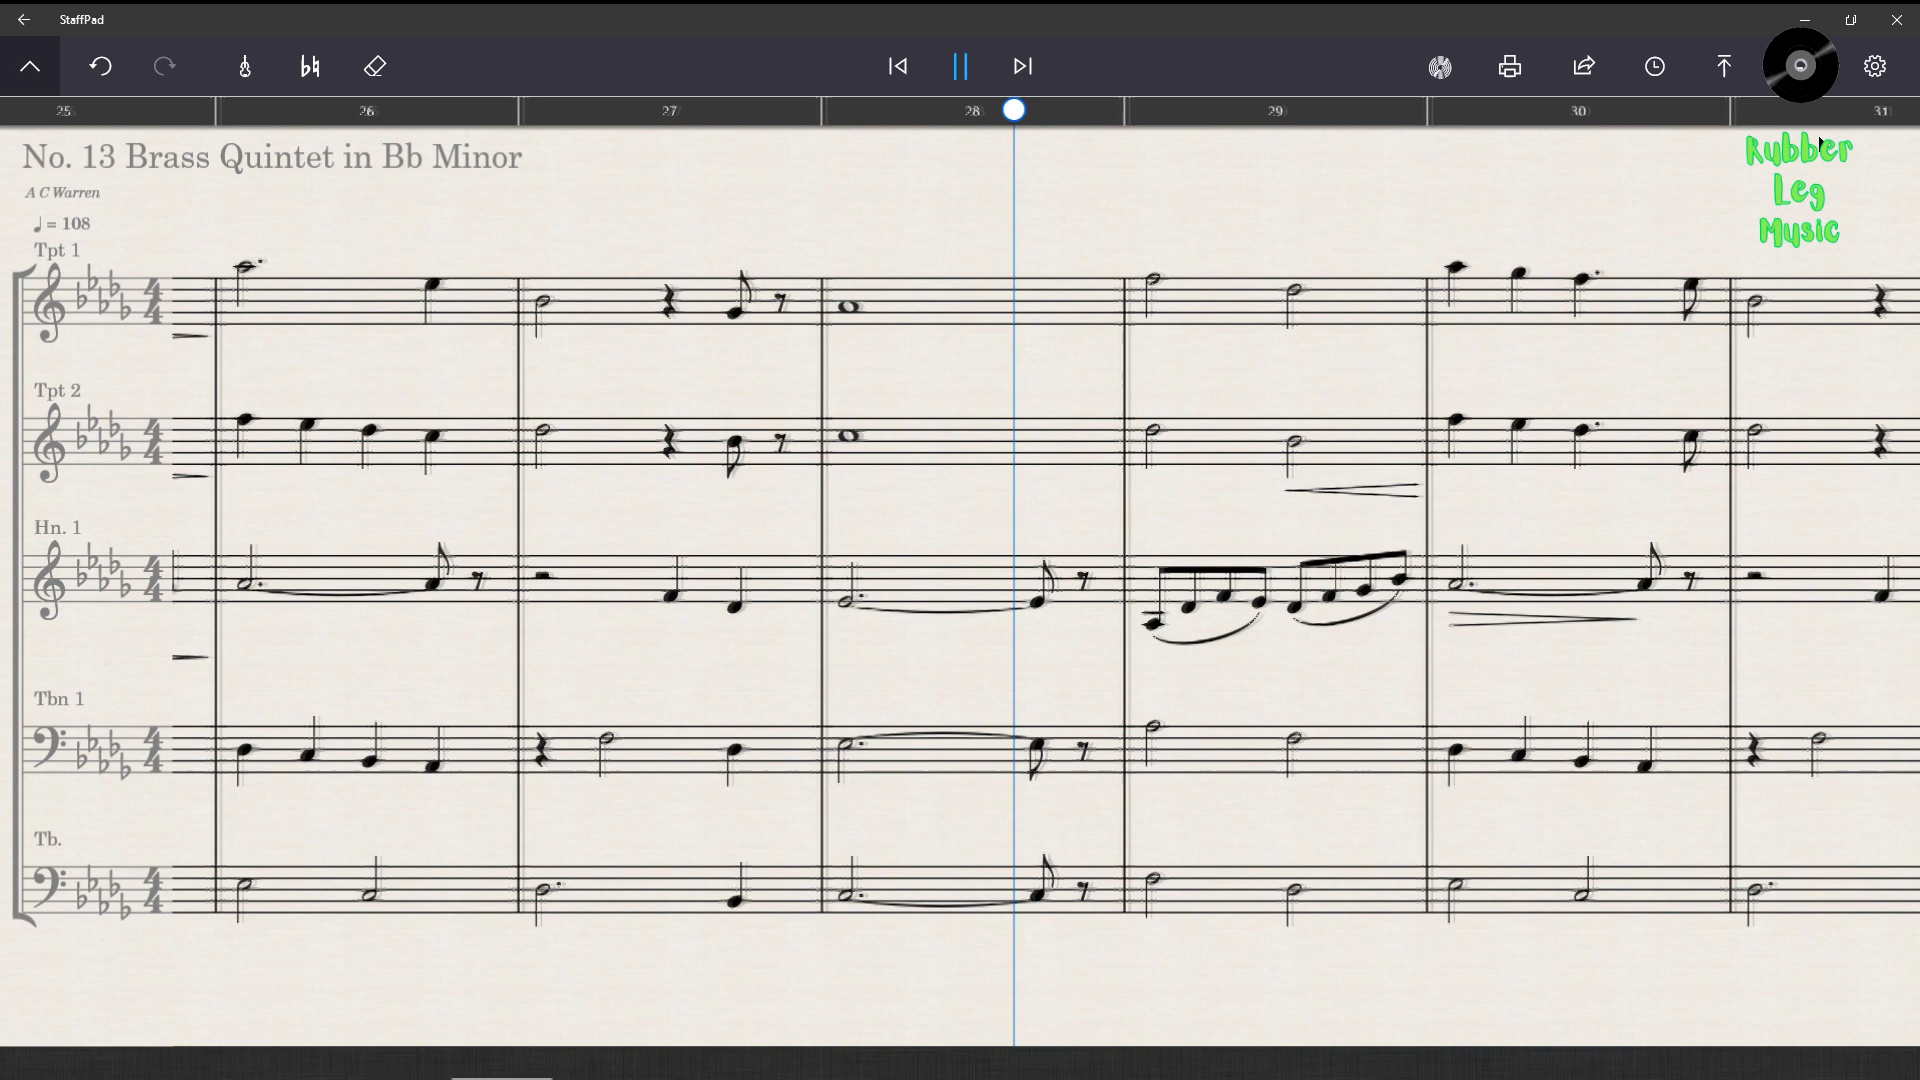 StaffPad
25 26 27 28 29 30 31
No. 13 Brass Quintet in Bb Minor
A C Warren
♩ = 108
Rubber
Leg
Music
Tpt 1
Tpt 2
Hn. 1
Tbn 1
Tb.